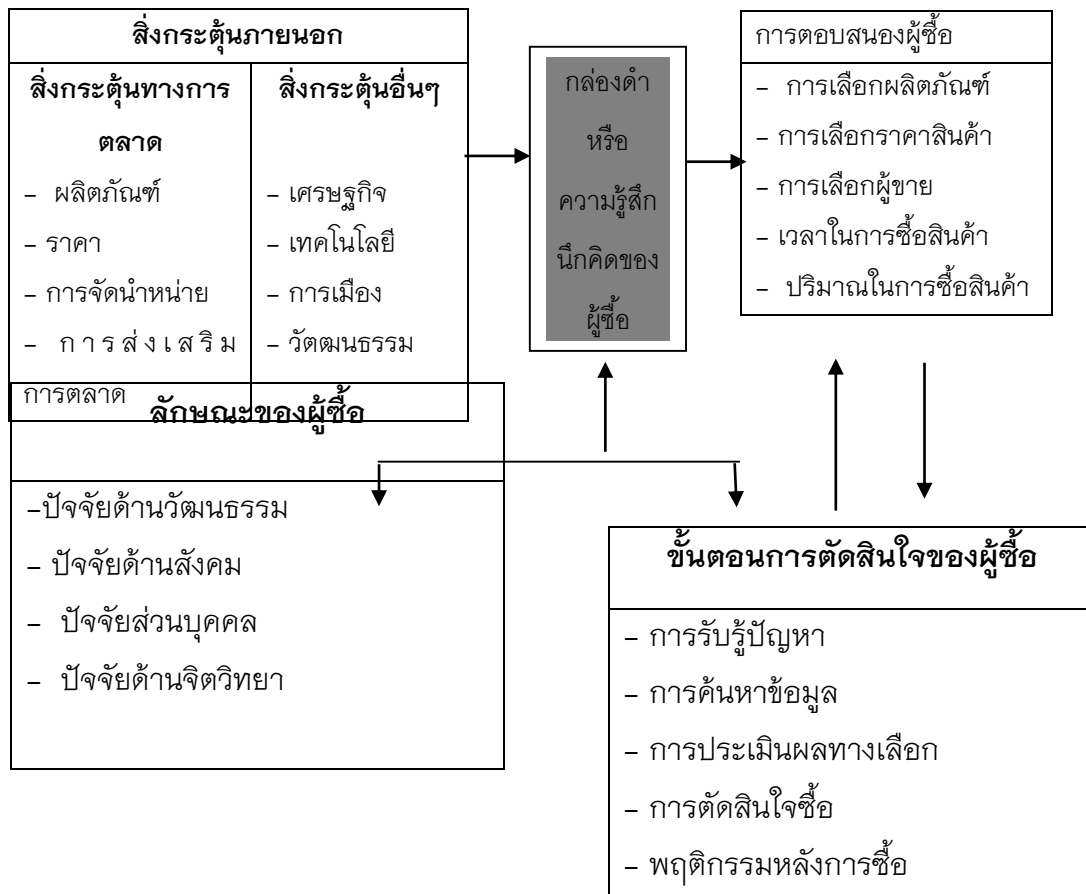 สิ่งกระตุ้นภายนอก
สิ่งกระตุ้นทางการ
ตลาด
- ผลิตภัณฑ์
- ราคา
- การจัดนำหน่าย
- การส่งเสริม
การตลาด
สิ่งกระตุ้นอื่นๆ
- เศรษฐกิจ
- เทคโนโลยี
- การเมือง
- วัตฒนธรรม
กล่องดำ
หรือ
ความรู้สึก
นึกคิดของ
ผู้ซื้อ
การตอบสนองผู้ซื้อ
- การเลือกผลิตภัณฑ์
- การเลือกราคาสินค้า
- การเลือกผู้ขาย
- เวลาในการซื้อสินค้า
- ปริมาณในการซื้อสินค้า
ลักษณะของผู้ซื้อ
-ปัจจัยด้านวัฒนธรรม
- ปัจจัยด้านสังคม
- ปัจจัยส่วนบุคคล
- ปัจจัยด้านจิตวิทยา
ขั้นตอนการตัดสินใจของผู้ซื้อ
- การรับรู้ปัญหา
- การค้นหาข้อมูล
- การประเมินผลทางเลือก
- การตัดสินใจซื้อ
- พฤติกรรมหลังการซื้อ